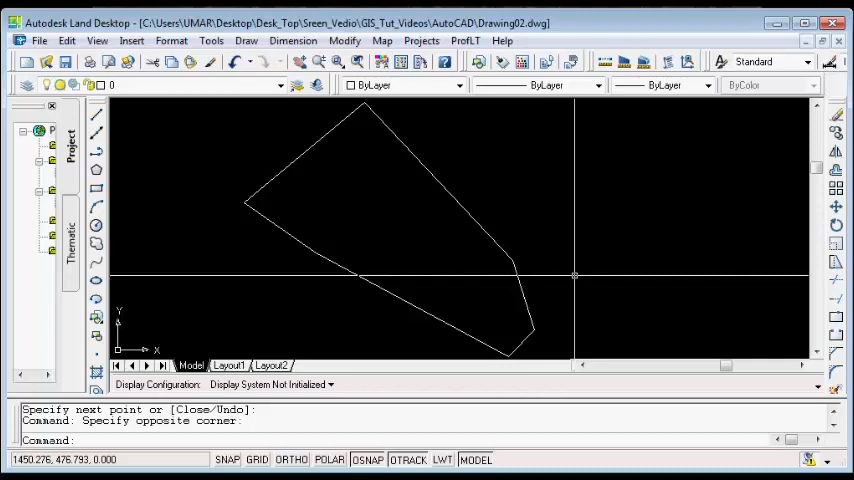 Autodesk Land Desktop - [C:\Users\UMAR\Desktop\Desk_Top\Sreen_Vedio\GIS_Tut_Videos\AutoCAD\Drawing02.dwg]
File Edit View Insert Format Tools Draw Dimension Modify Map Projects ProfLT Help
Standard
0 ByLayer ByLayer ByLayer ByColor
P
Project
Thematic
Y
X
Model Layout1 Layout2
Display Configuration: Display System Not Initialized
Specify next point or [Close/Undo]:
Command: Specify opposite corner:
Command:
1450.276, 476.793, 0.000 SNAP GRID ORTHO POLAR OSNAP OTRACK LWT MODEL